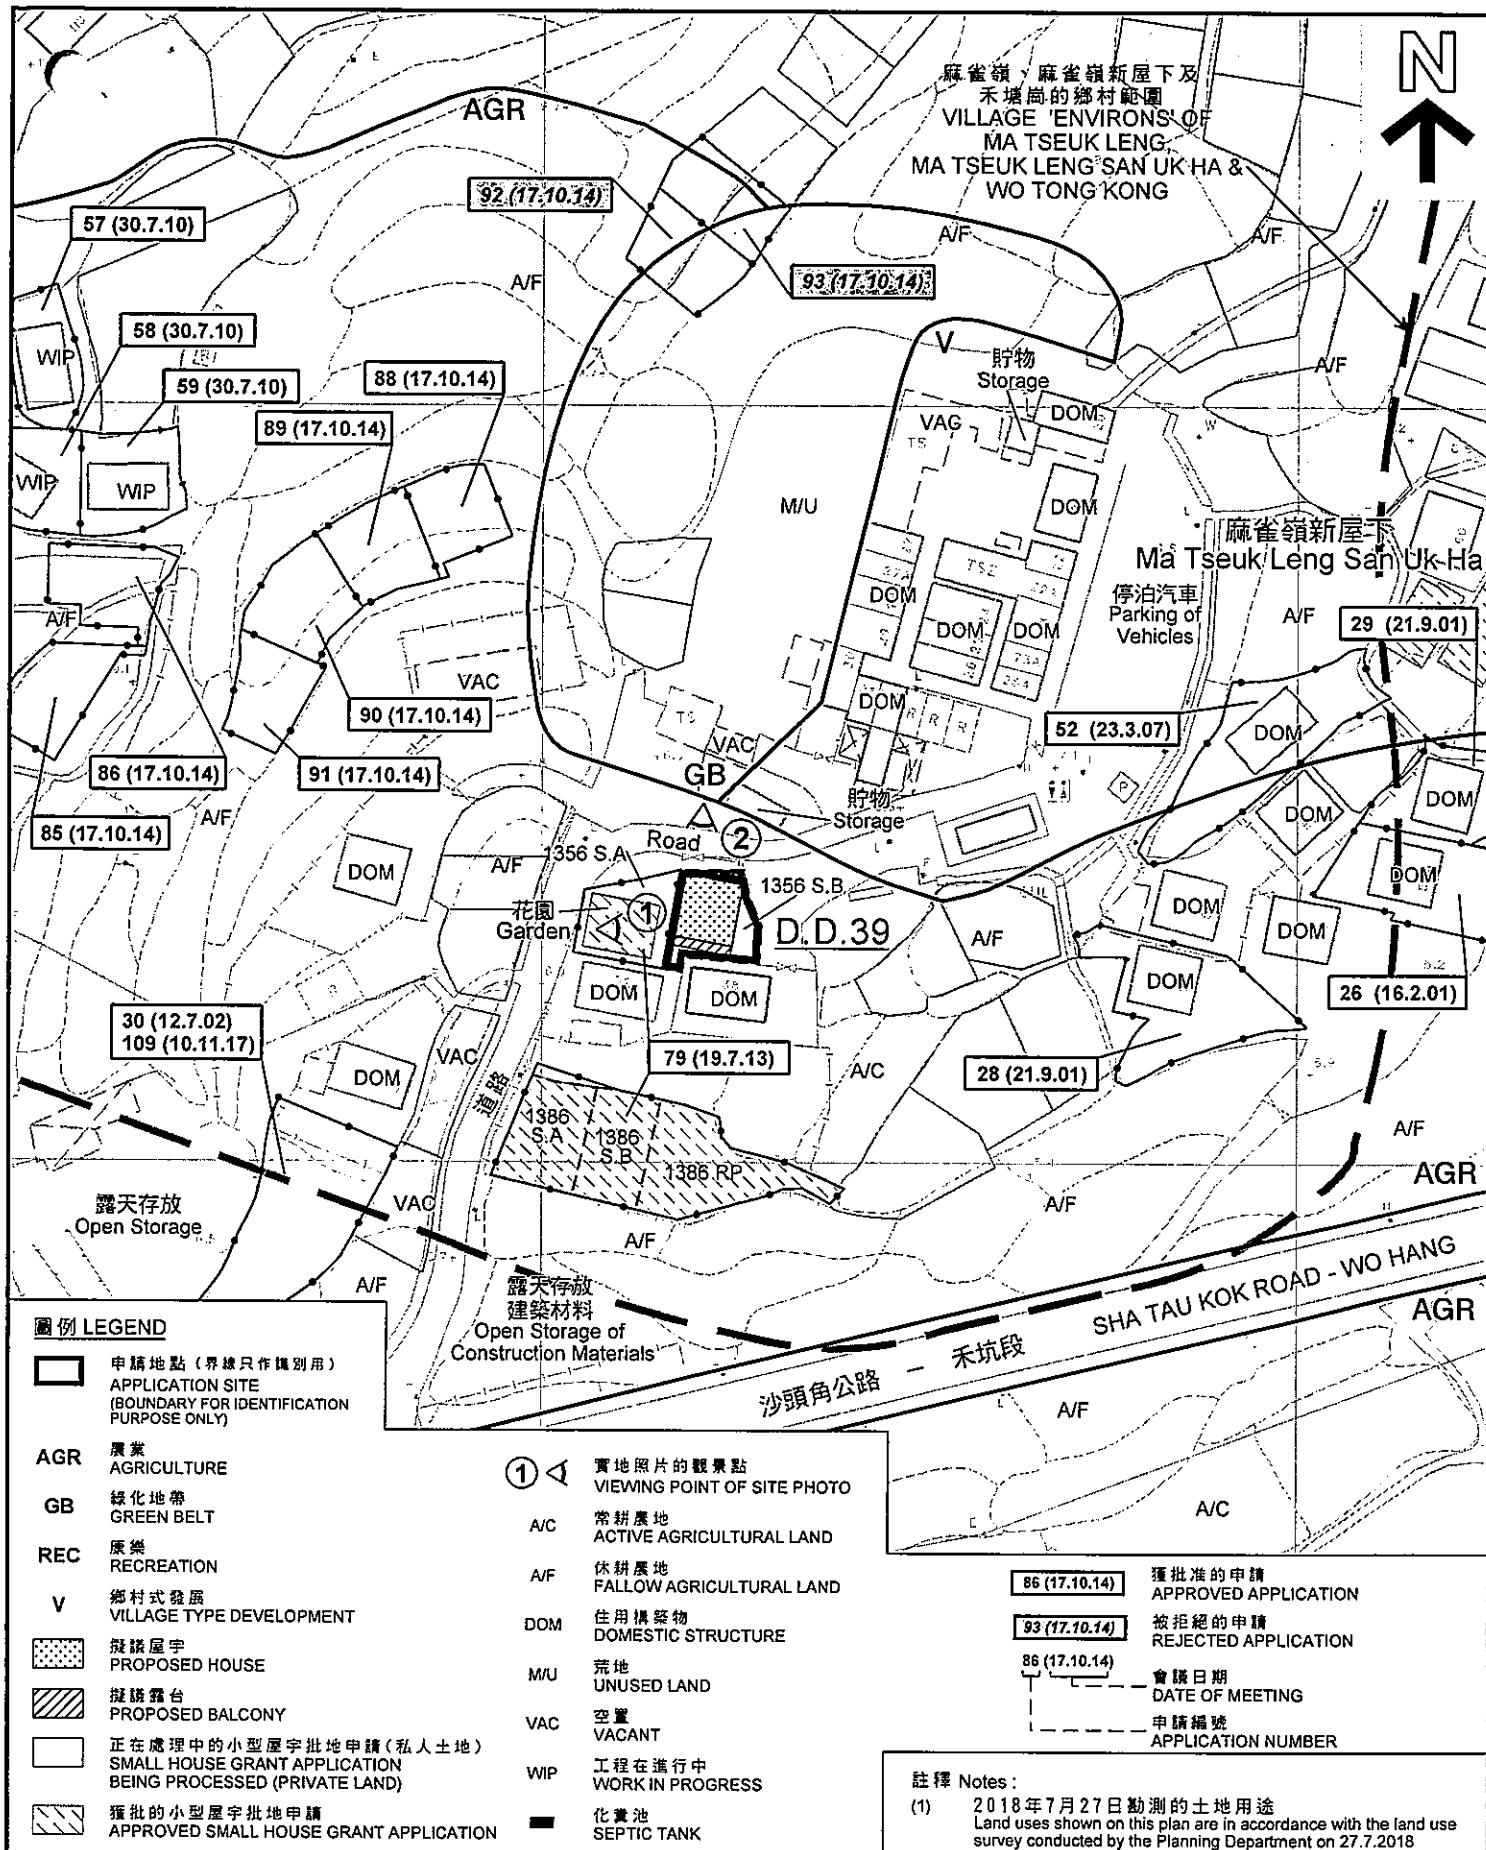 N
麻雀嶺、麻雀嶺新屋下及
禾塘崗的鄉村範圍
VILLAGE 'ENVIRONS' OF
MA TSEUK LENG,
MA TSEUK LENG SAN UK HA &
WO TONG KONG
AGR
92 (17.10.14)
57 (30.7.10)
A/F
A/F
A/F
93 (17.10.14)
58 (30.7.10)
WIP
V
貯物
Storage
A/F
59 (30.7.10)
88 (17.10.14)
DOM
VAC
89 (17.10.14)
TS
WIP
WIP
M/U
DOM
麻雀嶺新屋下
Ma Tseuk Leng San Uk Ha
TSZ
DOM
停泊汽車
Parking of
Vehicles
A/F
A/F
29 (21.9.01)
DOM
DOM
VAC
90 (17.10.14)
DOM
R
R
R
TS
52 (23.3.07)
DOM
VAC
86 (17.10.14)
91 (17.10.14)
GB
貯物
Storage
P
DOM
DOM
85 (17.10.14)
A/F
Road
2
1356 S.A
A/F
DOM
DOM
1356 S.B
花園
Garden
1
D.D.39
A/F
DOM
DOM
DOM
DOM
DOM
26 (16.2.01)
30 (12.7.02)
109 (10.11.17)
VAC
79 (19.7.13)
DOM
道路
A/C
28 (21.9.01)
1386
S.A
1386
S.B
1386 RP
A/F
AGR
露天存放
Open Storage
VAC
A/F
A/F
A/F
露天存放
建築材料
Open Storage of
Construction Materials
SHA TAU KOK ROAD - WO HANG
沙頭角公路 - 禾坑段
AGR
A/F
A/C
圖例 LEGEND
申請地點（界線只作識別用）
APPLICATION SITE
(BOUNDARY FOR IDENTIFICATION
PURPOSE ONLY)
AGR
農業
AGRICULTURE
GB
綠化地帶
GREEN BELT
REC
康樂
RECREATION
V
鄉村式發展
VILLAGE TYPE DEVELOPMENT
擬議屋宇
PROPOSED HOUSE
擬議露台
PROPOSED BALCONY
正在處理中的小型屋宇批地申請（私人土地）
SMALL HOUSE GRANT APPLICATION
BEING PROCESSED (PRIVATE LAND)
獲批的小型屋宇批地申請
APPROVED SMALL HOUSE GRANT APPLICATION
1
實地照片的觀景點
VIEWING POINT OF SITE PHOTO
A/C
常耕農地
ACTIVE AGRICULTURAL LAND
A/F
休耕農地
FALLOW AGRICULTURAL LAND
DOM
住用構築物
DOMESTIC STRUCTURE
M/U
荒地
UNUSED LAND
VAC
空置
VACANT
WIP
工程在進行中
WORK IN PROGRESS
化糞池
SEPTIC TANK
86 (17.10.14)
獲批准的申請
APPROVED APPLICATION
93 (17.10.14)
被拒絕的申請
REJECTED APPLICATION
86 (17.10.14)
會議日期
DATE OF MEETING
申請編號
APPLICATION NUMBER
註釋 Notes :
(1) 2018年7月27日勘測的土地用途
Land uses shown on this plan are in accordance with the land use
survey conducted by the Planning Department on 27.7.2018